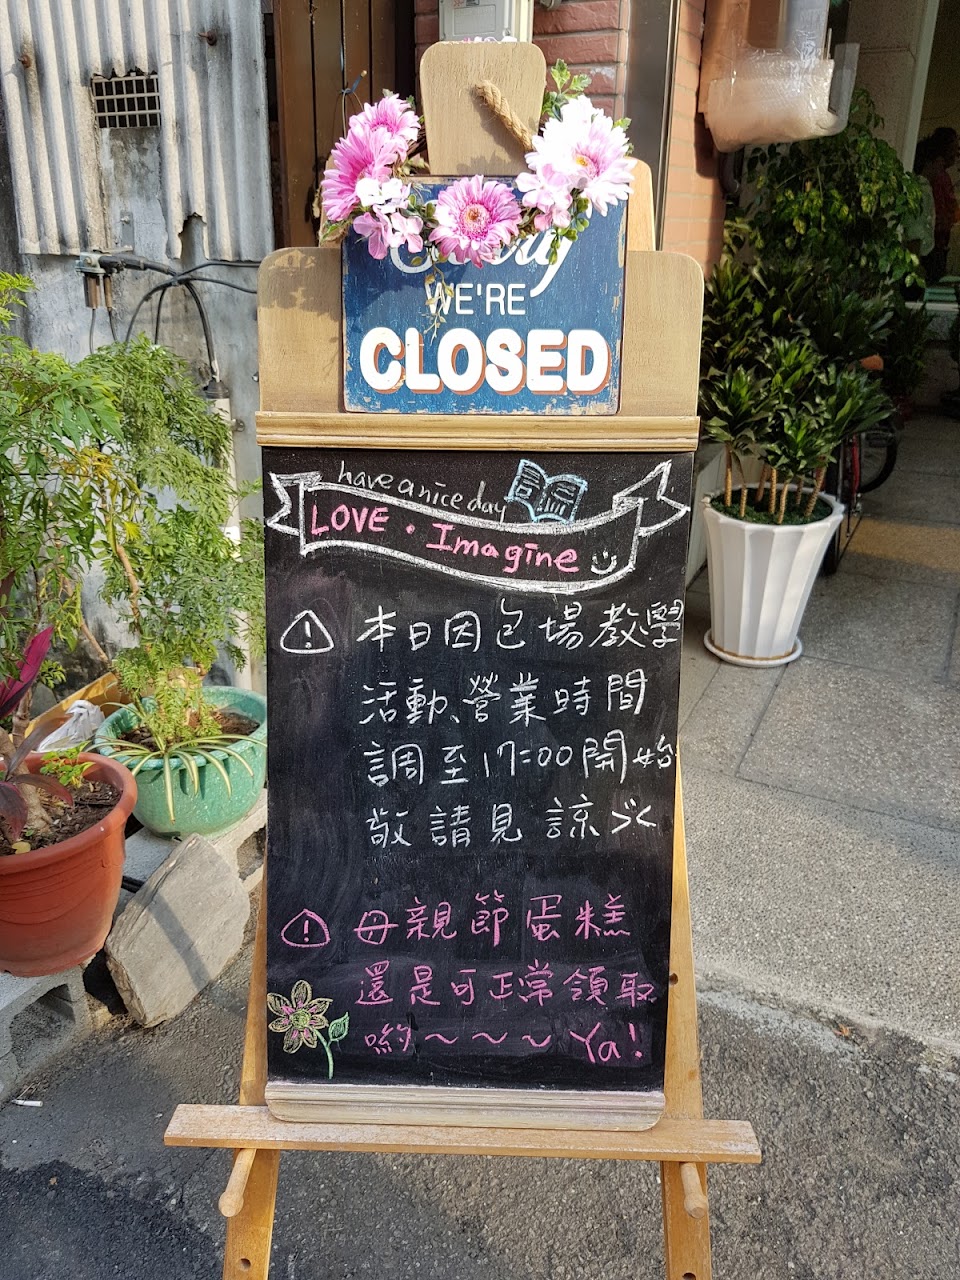 WE'RE
CLOSED
have a nice day
LOVE · Imagine
本日因包場教學
活動、營業時間
調至17:00開始
敬請見諒
母親節蛋糕
還是可正常領取
喲~~~Ya!